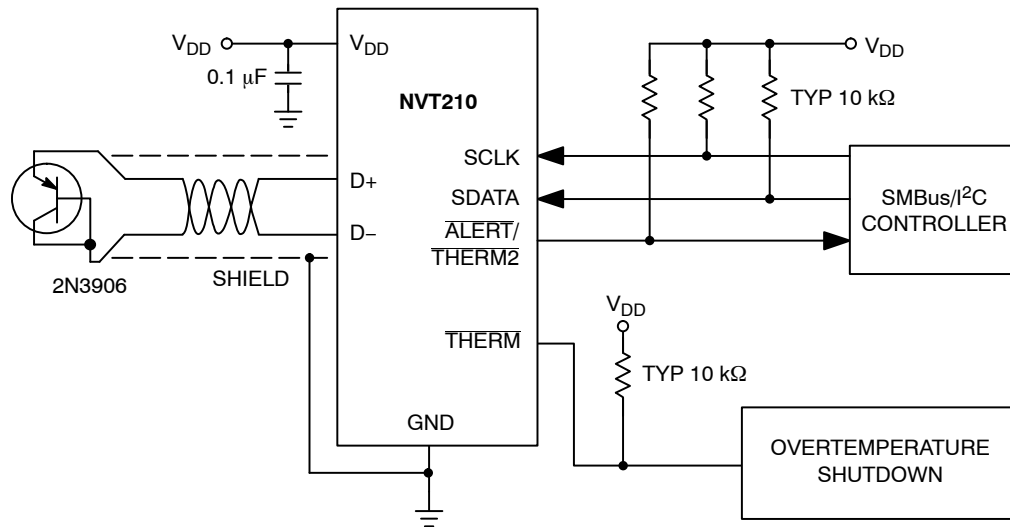 V_DD
V_DD
0.1 μF
NVT210
V_DD
TYP 10 kΩ
SCLK
D+
SDATA
SMBus/I²C
CONTROLLER
D−
ALERT/
THERM2
SHIELD
2N3906
V_DD
THERM
TYP 10 kΩ
GND
OVERTEMPERATURE
SHUTDOWN